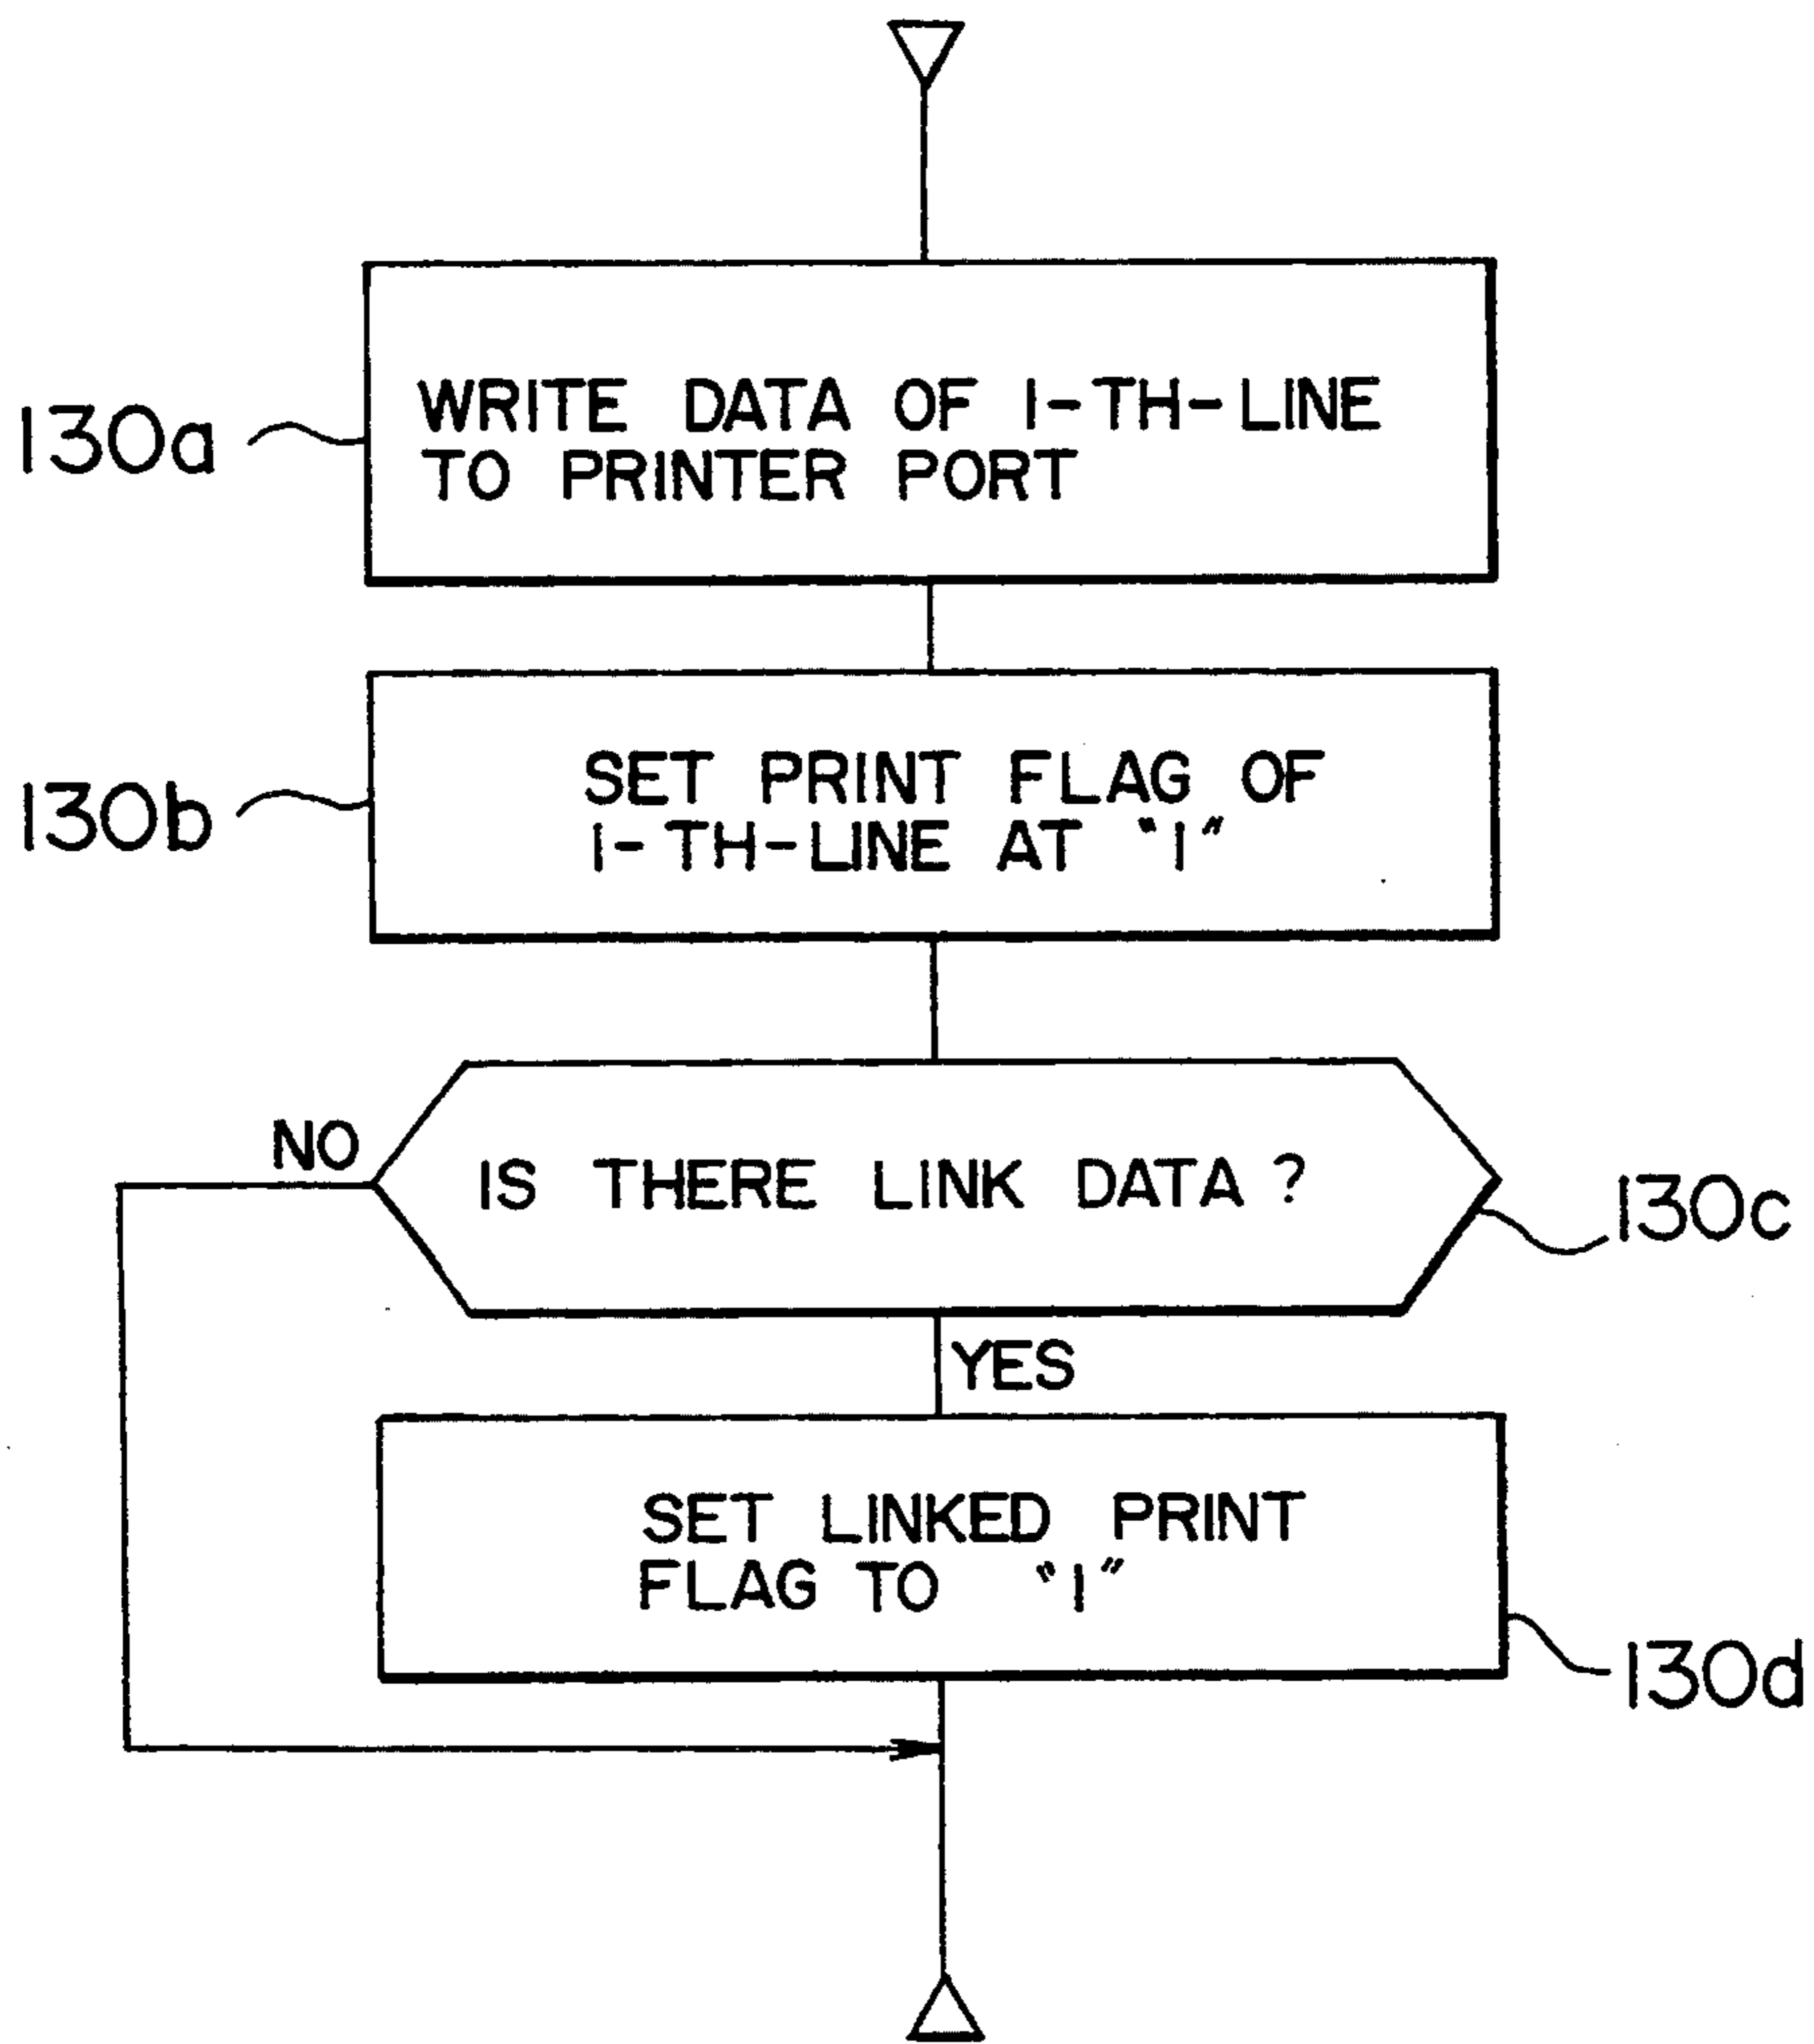 130a
WRITE DATA OF I-TH-LINE
TO PRINTER PORT
130b
SET PRINT FLAG OF
I-TH-LINE AT "1"
NO
IS THERE LINK DATA ?
130c
YES
SET LINKED PRINT
FLAG TO "1"
130d